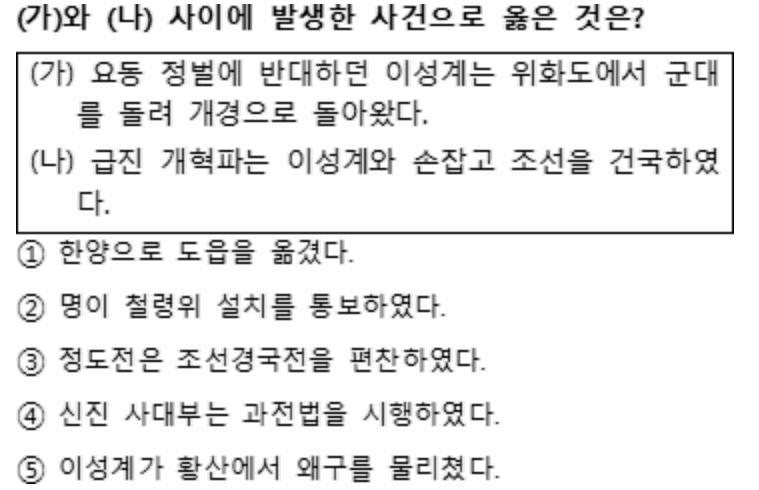 (가)와 (나) 사이에 발생한 사건으로 옳은 것은?
(가) 요동 정벌에 반대하던 이성계는 위화도에서 군대
를 돌려 개경으로 돌아왔다.
(나) 급진 개혁파는 이성계와 손잡고 조선을 건국하였
다.
① 한양으로 도읍을 옮겼다.
② 명이 철령위 설치를 통보하였다.
③ 정도전은 조선경국전을 편찬하였다.
④ 신진 사대부는 과전법을 시행하였다.
⑤ 이성계가 황산에서 왜구를 물리쳤다.